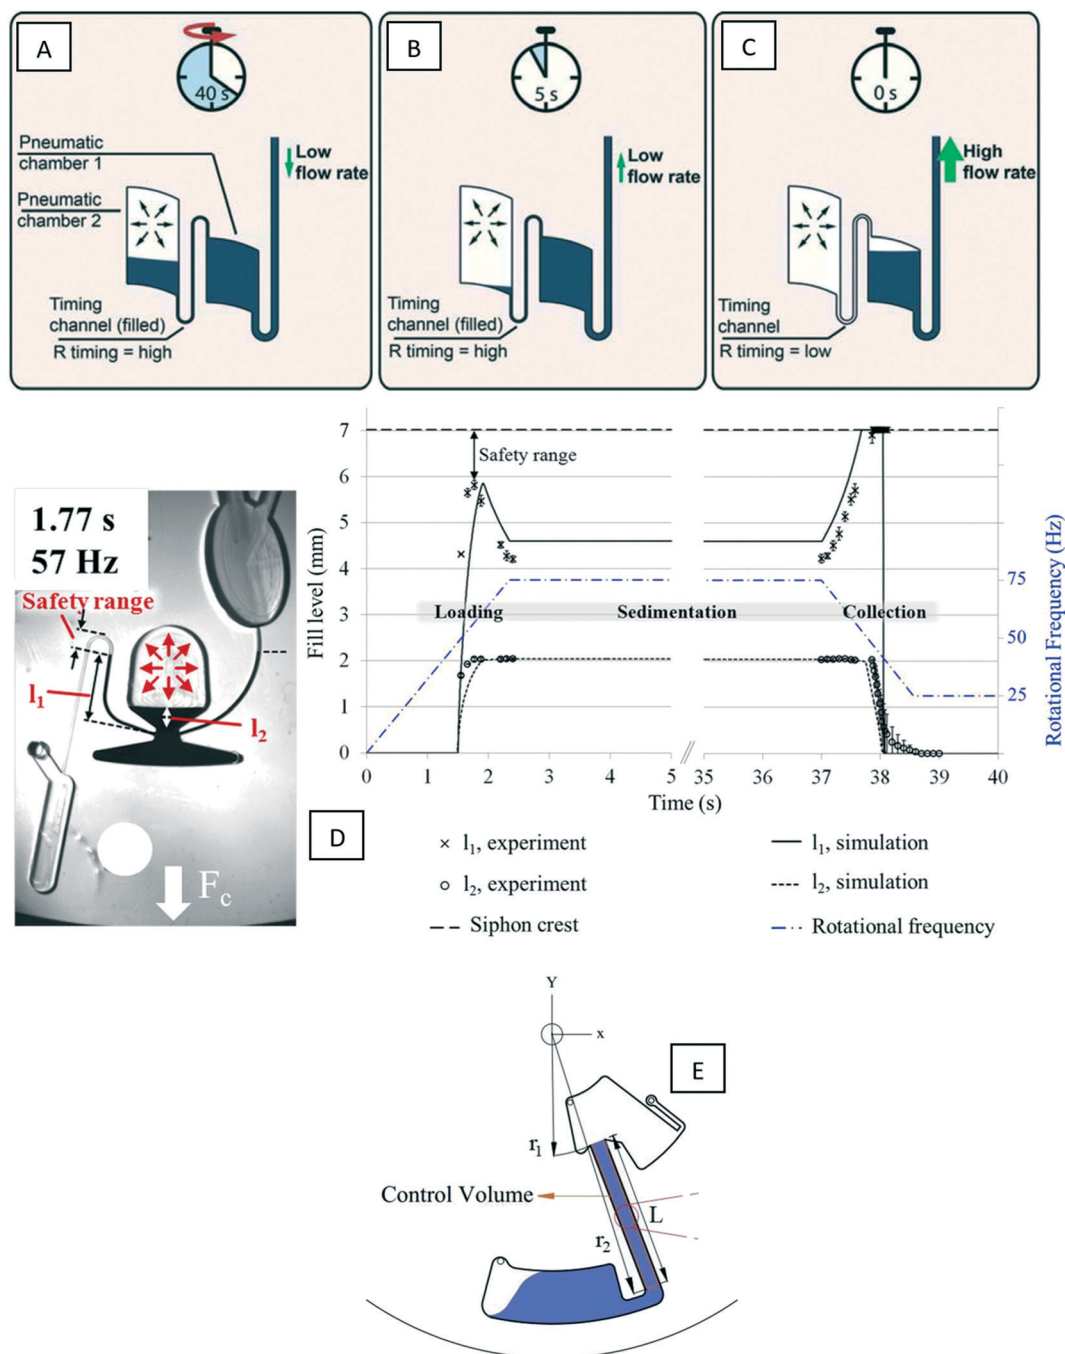 A
40 s
Pneumatic
chamber 1
Pneumatic
chamber 2
Low
flow rate
Timing
channel (filled)
R timing = high
B
5 s
Low
flow rate
Timing
channel (filled)
R timing = high
C
0 s
High
flow rate
Timing
channel
R timing = low
1.77 s
57 Hz
Safety range
l₁
l₂
F꜀
Fill level (mm)
7
6
5
4
3
2
1
0
Safety range
Loading
Sedimentation
Collection
75
50
25
Rotational Frequency (Hz)
0
1
2
3
4
5
35
36
37
38
39
40
Time (s)
D
l₁, experiment
l₁, simulation
l₂, experiment
l₂, simulation
Siphon crest
Rotational frequency
Y
x
E
r₁
Control Volume
L
r₂